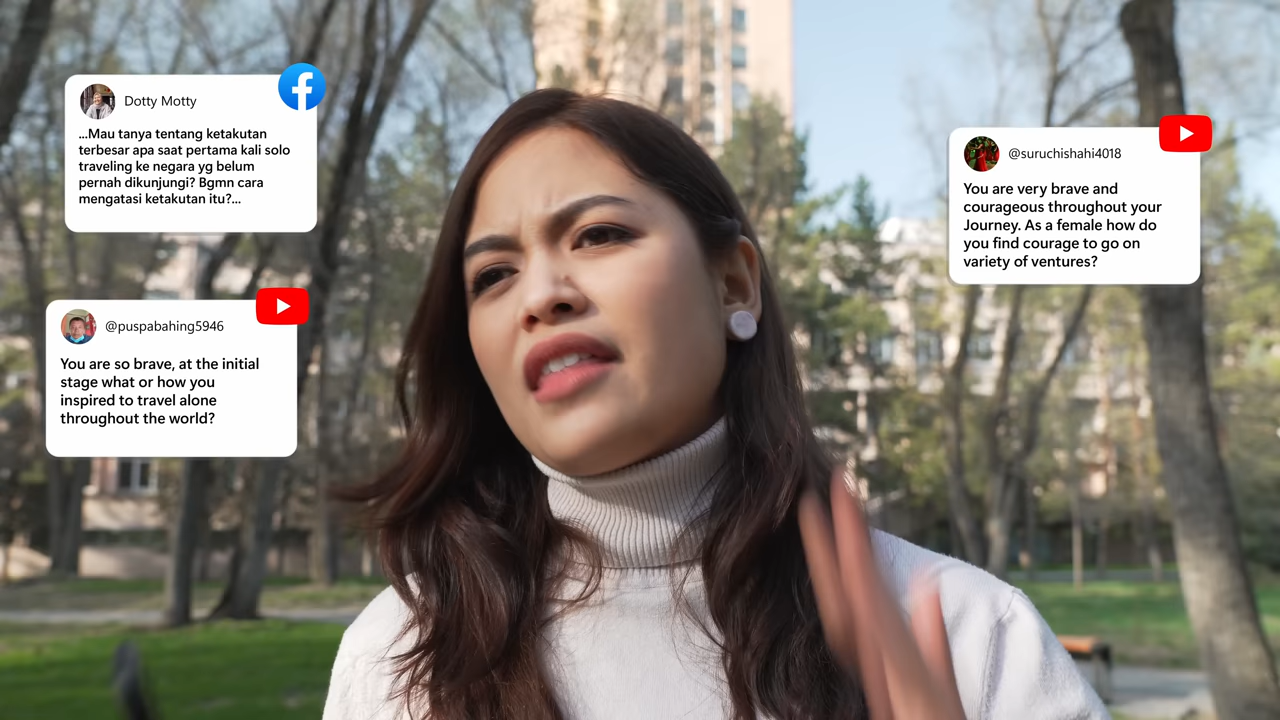 Dotty Motty
...Mau tanya tentang ketakutan
terbesar apa saat pertama kali solo
traveling ke negara yg belum
pernah dikunjungi? Bgmn cara
mengatasi ketakutan itu?...
@puspabahing5946
You are so brave, at the initial
stage what or how you
inspired to travel alone
throughout the world?
@suruchishahi4018
You are very brave and
courageous throughout your
Journey. As a female how do
you find courage to go on
variety of ventures?